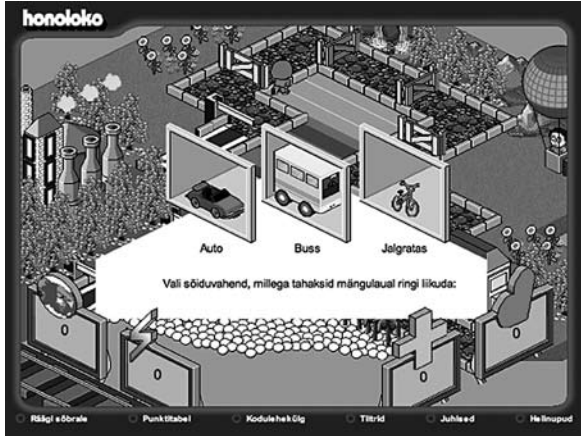 honoloko
Auto
Buss
Jalgratas
Vali sõiduvahend, millega tahaksid mängulaual ringi liikuda:
0
0
0
0
Räägi sõbrale
Punktitabel
Kodulehekülg
Tiitrid
Juhised
Helinupud